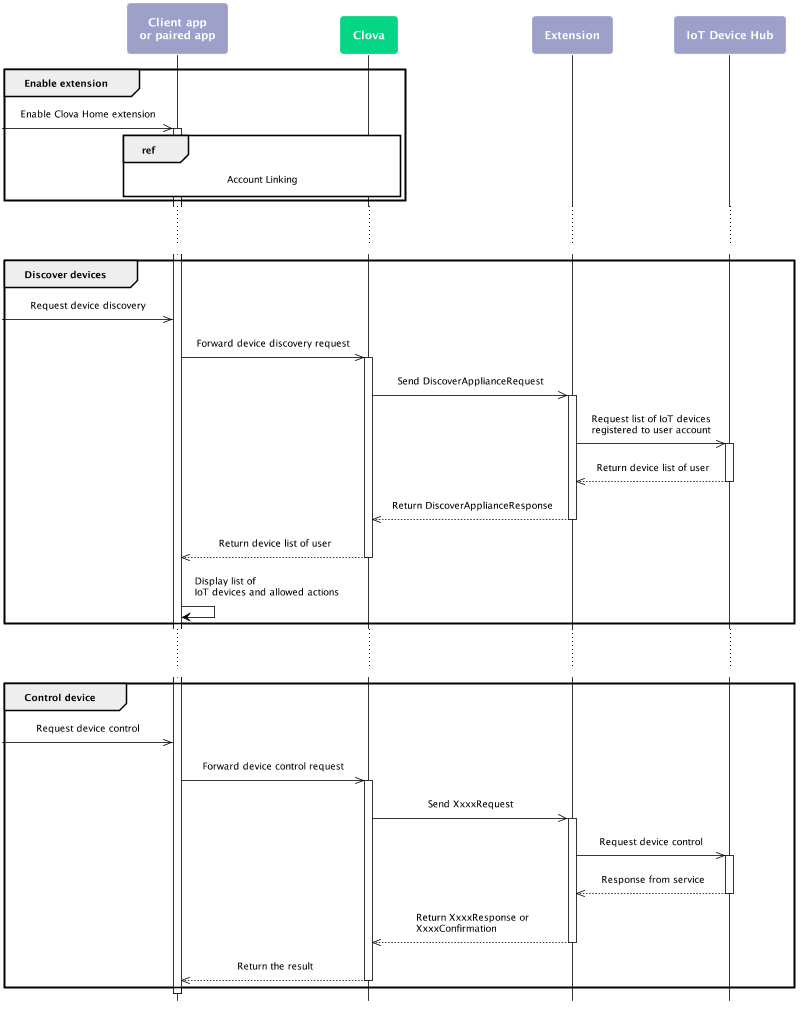 Client app
or paired app
Clova
Extension
IoT Device Hub
Enable extension
Enable Clova Home extension
ref
Account Linking
Discover devices
Request device discovery
Forward device discovery request
Send DiscoverApplianceRequest
Request list of IoT devices
registered to user account
Return device list of user
Return DiscoverApplianceResponse
Return device list of user
Display list of
IoT devices and allowed actions
Control device
Request device control
Forward device control request
Send XxxxRequest
Request device control
Response from service
Return XxxxResponse or
XxxxConfirmation
Return the result